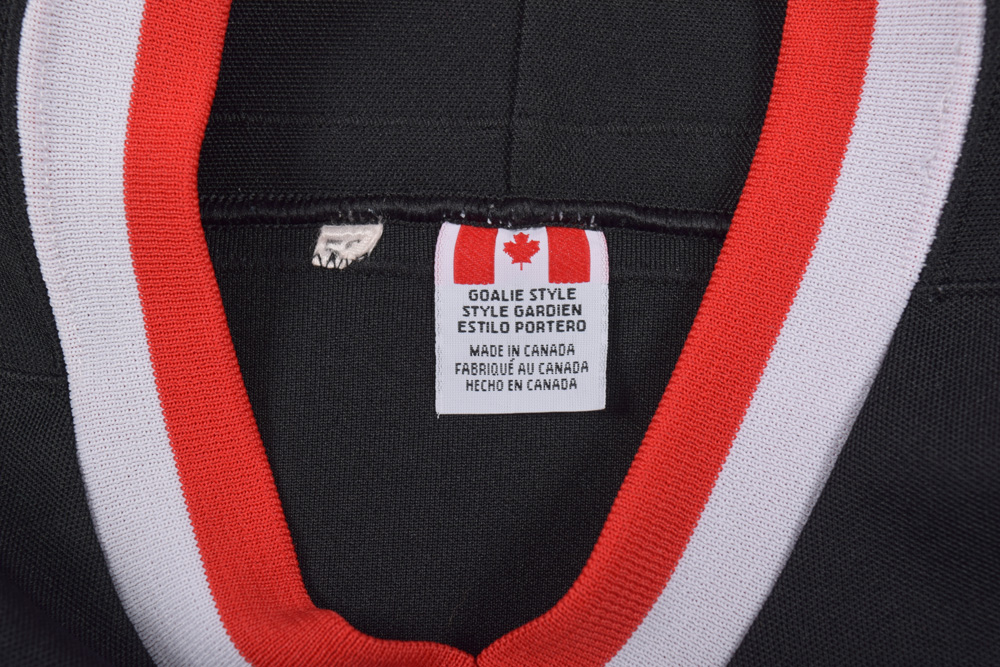 GOALIE STYLE
STYLE GARDIEN
ESTILO PORTERO
MADE IN CANADA
FABRIQUÉ AU CANADA
HECHO EN CANADA